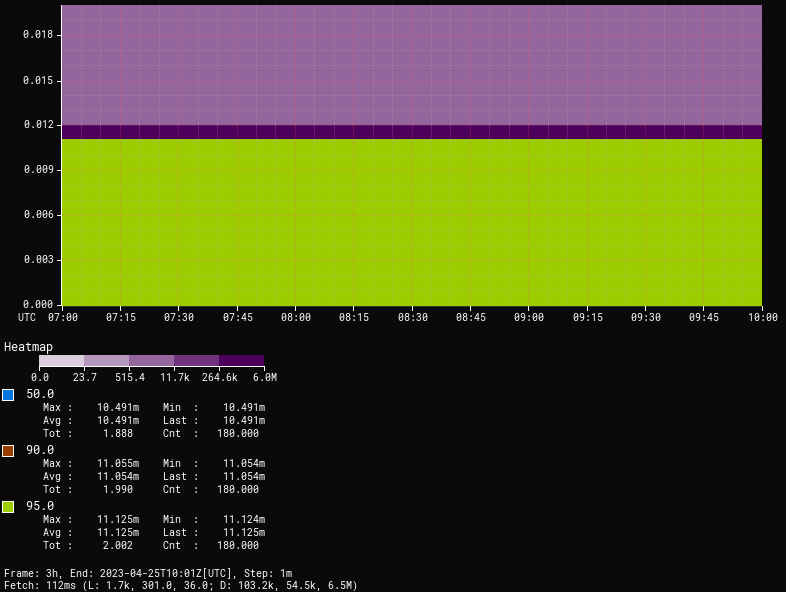 0.018
0.015
0.012
0.009
0.006
0.003
0.000
UTC 07:00 07:15 07:30 07:45 08:00 08:15 08:30 08:45 09:00 09:15 09:30 09:45 10:00
Heatmap
0.0 23.7 515.4 11.7k 264.6k 6.0M
50.0
Max : 10.491m Min : 10.491m
Avg : 10.491m Last : 10.491m
Tot : 1.888 Cnt : 180.000
90.0
Max : 11.055m Min : 11.054m
Avg : 11.054m Last : 11.054m
Tot : 1.990 Cnt : 180.000
95.0
Max : 11.125m Min : 11.124m
Avg : 11.125m Last : 11.125m
Tot : 2.002 Cnt : 180.000
Frame: 3h, End: 2023-04-25T10:01Z[UTC], Step: 1m
Fetch: 112ms (L: 1.7k, 301.0, 36.0; D: 103.2k, 54.5k, 6.5M)